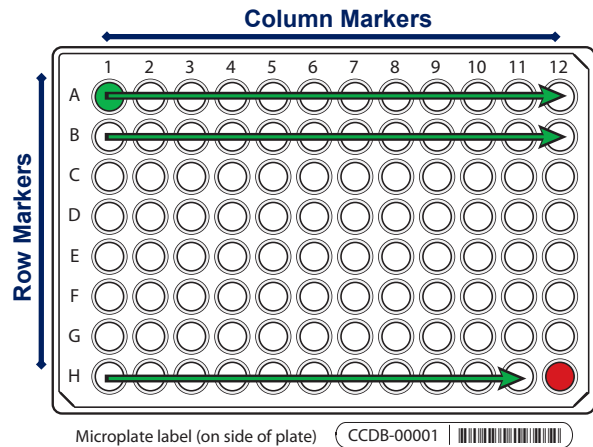 Column Markers
1 2 3 4 5 6 7 8 9 10 11 12
Row Markers
A
B
C
D
E
F
G
H
Microplate label (on side of plate) CCDB-00001